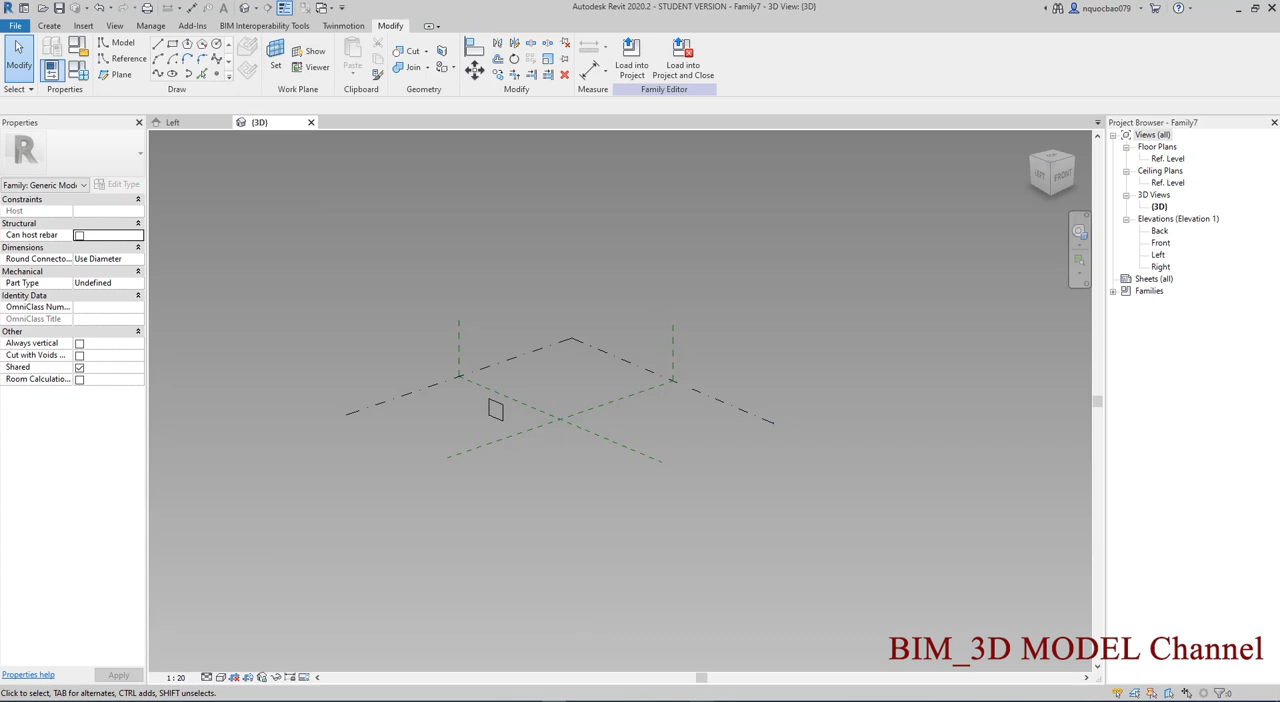 Autodesk Revit 2020.2 - STUDENT VERSION - Family7 - 3D View: {3D}
nquocbao079
File Create Insert View Manage Add-Ins BIM Interoperability Tools Twinmotion Modify
Modify
Model
Reference
Plane
Set
Show
Viewer
Paste
Cut
Join
Load into
Project
Load into
Project and Close
Select Properties Draw Work Plane Clipboard Geometry Modify Measure Family Editor
Properties
Left
{3D}
Project Browser - Family7
Family: Generic Mode
Edit Type
Constraints
Host
Structural
Can host rebar
Dimensions
Round Connecto... Use Diameter
Mechanical
Part Type Undefined
Identity Data
OmniClass Num...
OmniClass Title
Other
Always vertical
Cut with Voids ...
Shared
Room Calculatio...
Properties help
Apply
R
LEFT
FRONT
Views (all)
Floor Plans
Ref. Level
Ceiling Plans
Ref. Level
3D Views
{3D}
Elevations (Elevation 1)
Back
Front
Left
Right
Sheets (all)
Families
BIM_3D MODEL Channel
1 : 20
Click to select, TAB for alternates, CTRL adds, SHIFT unselects.
:0